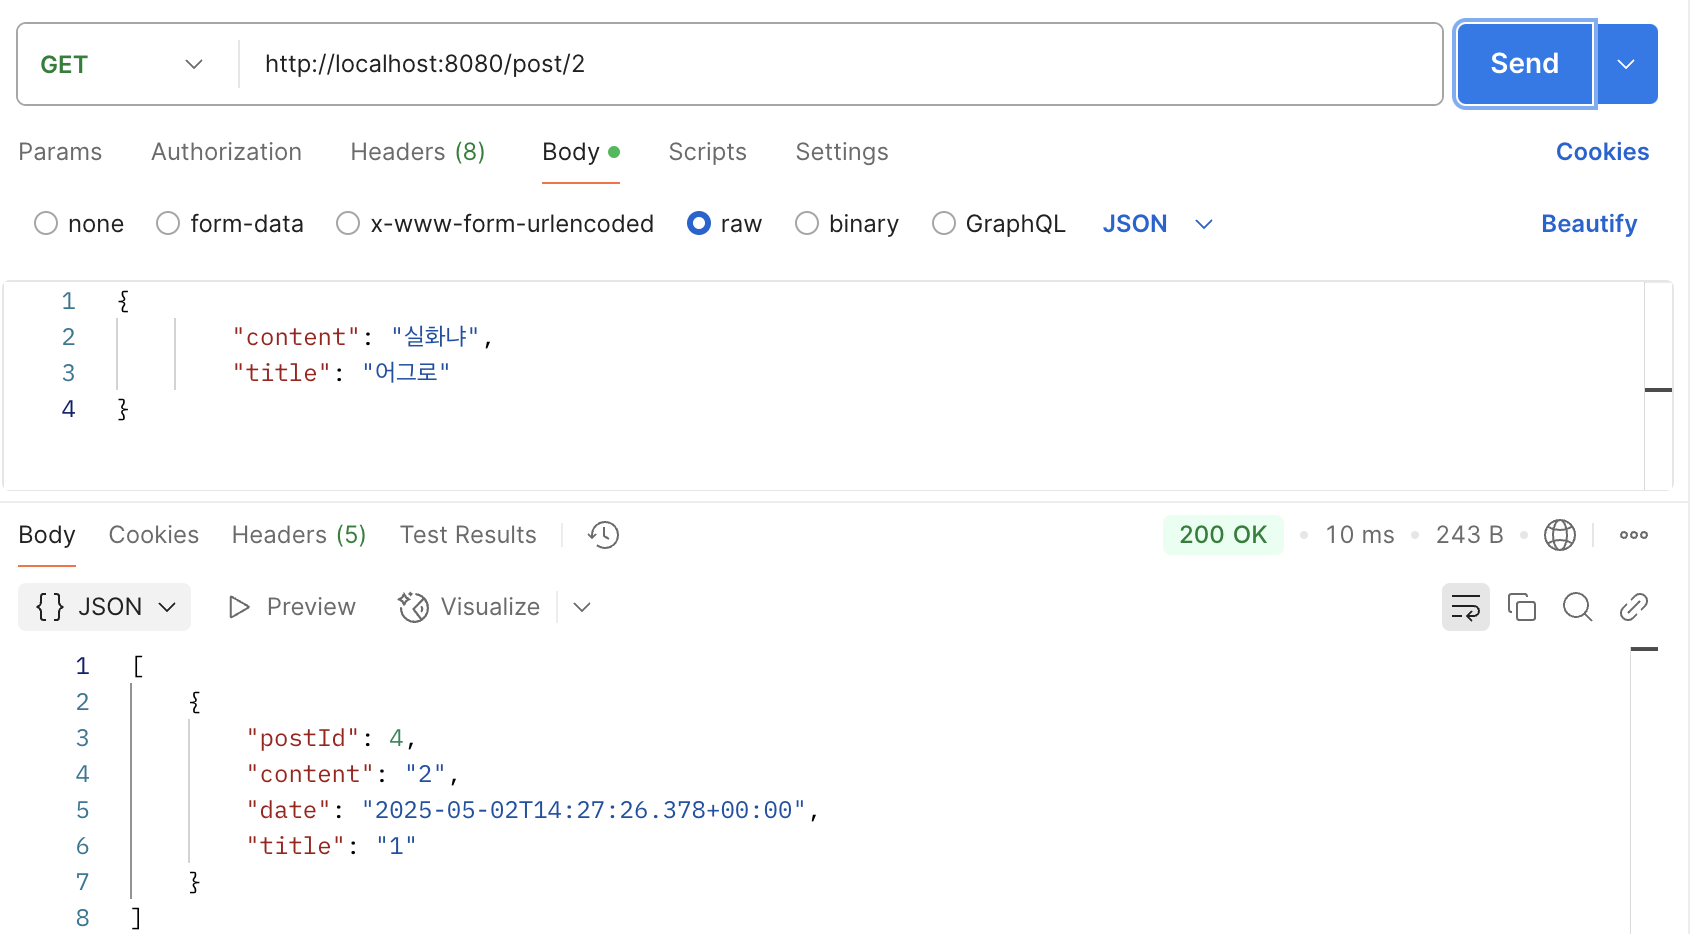 GET http://localhost:8080/post/2 Send
Params Authorization Headers (8) Body Scripts Settings Cookies
none form-data x-www-form-urlencoded raw binary GraphQL JSON Beautify
1 {
2 "content": "실화냐",
3 "title": "어그로"
4 }
Body Cookies Headers (5) Test Results 200 OK • 10 ms • 243 B •
{} JSON Preview Visualize
1 [
2 {
3 "postId": 4,
4 "content": "2",
5 "date": "2025-05-02T14:27:26.378+00:00",
6 "title": "1"
7 }
8 ]